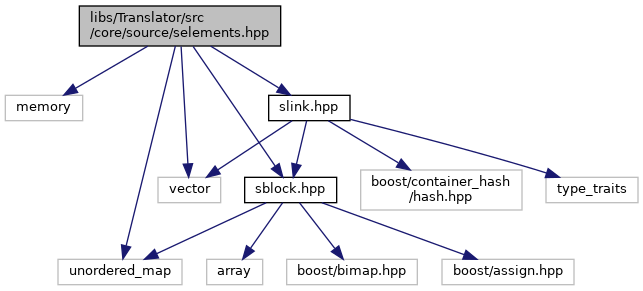 libs/Translator/src
/core/source/selements.hpp
memory
slink.hpp
vector
sblock.hpp
boost/container_hash
/hash.hpp
type_traits
unordered_map
array
boost/bimap.hpp
boost/assign.hpp